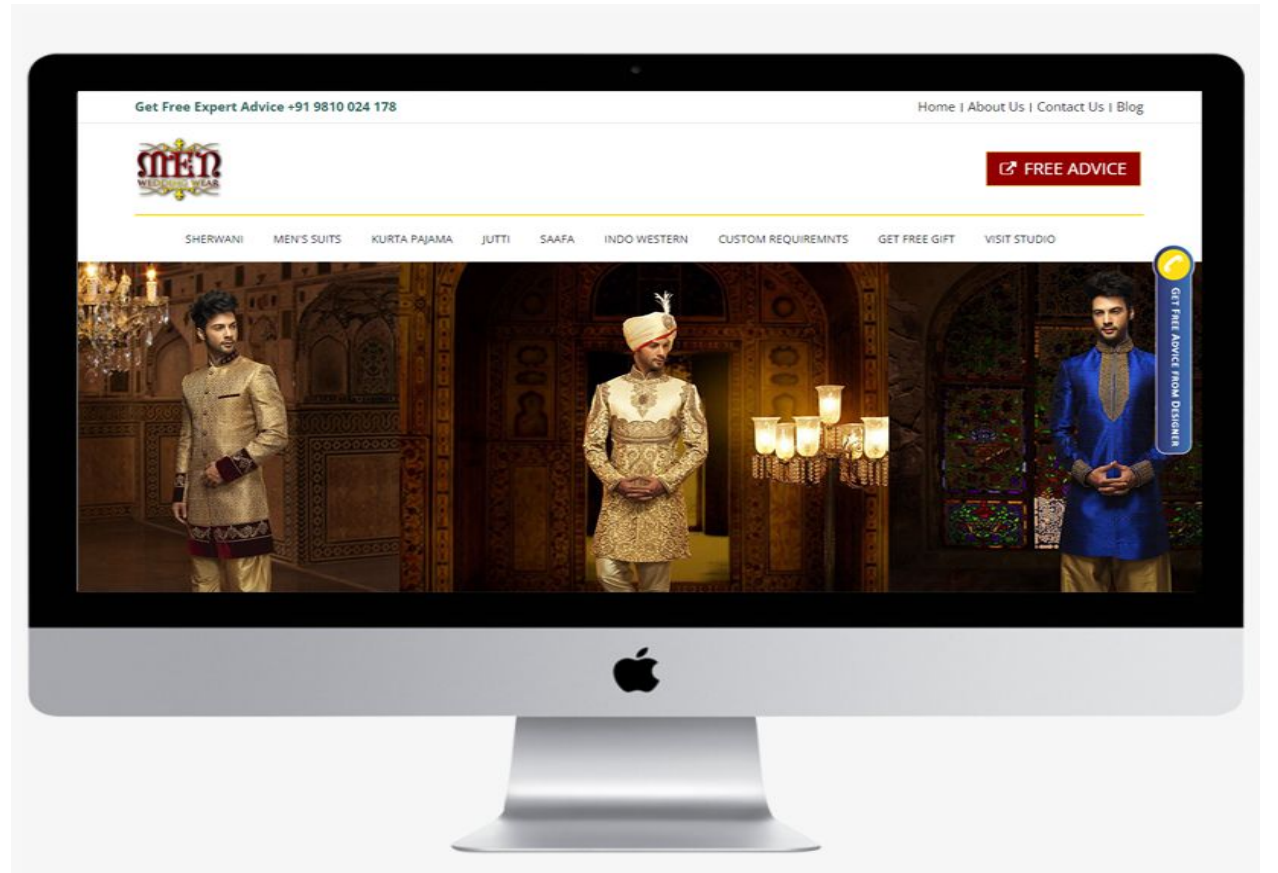 Get Free Expert Advice +91 9810 024 178
Home | About Us | Contact Us | Blog
MEN
WEDDING WEAR
FREE ADVICE
SHERWANI MEN'S SUITS KURTA PAJAMA JUTTI SAAFA INDO WESTERN CUSTOM REQUIREMNTS GET FREE GIFT VISIT STUDIO
GET FREE ADVICE FROM DESIGNER